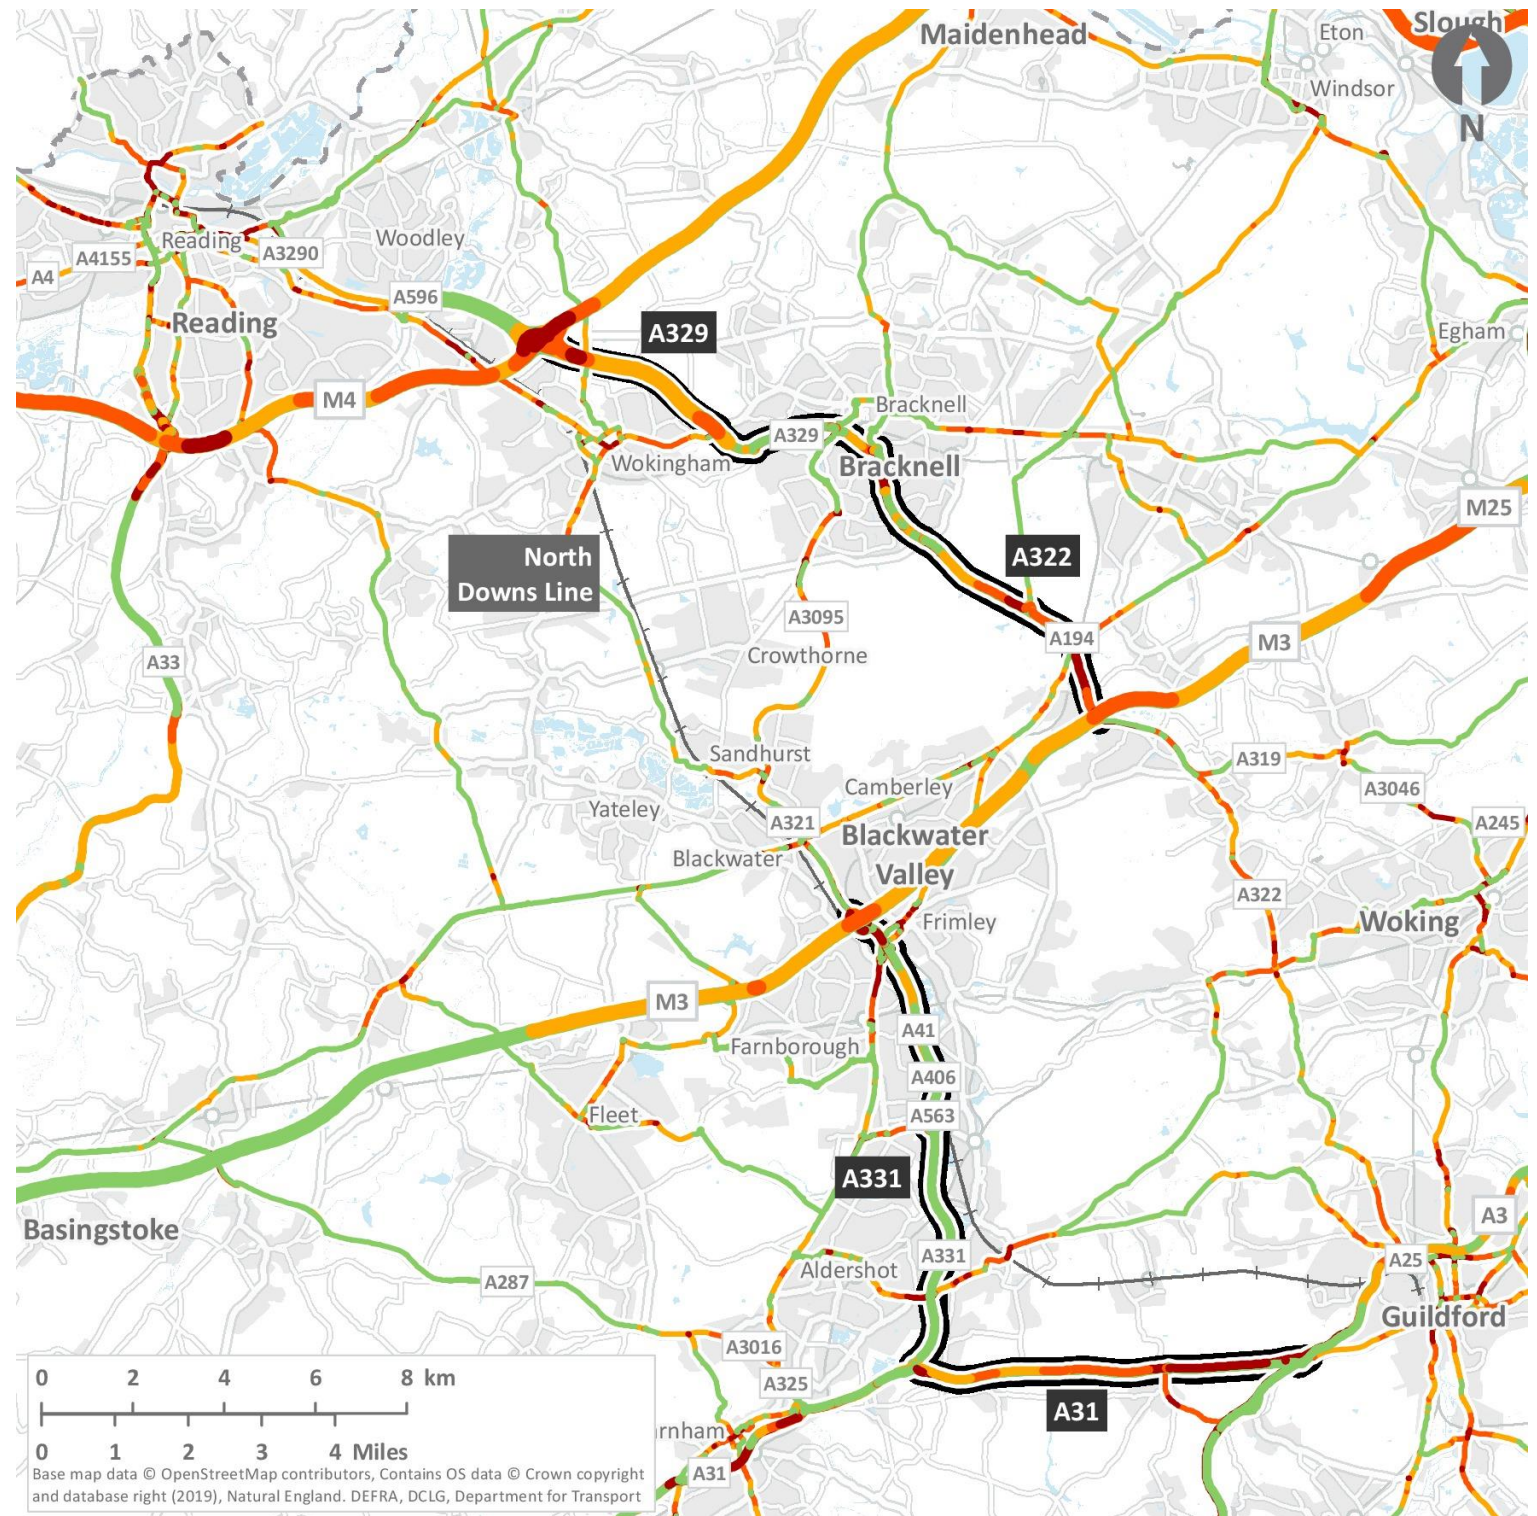 Maidenhead
Slough
Eton
Windsor
N
Reading
Woodley
A4155
A3290
A4
A596
Reading
A329
Egham
M4
Bracknell
A329
Wokingham
Bracknell
M25
North
Downs Line
A322
A3095
A194
M3
A33
Crowthorne
Sandhurst
A319
Camberley
A3046
Yateley
A321
A245
Blackwater
Blackwater
Valley
A322
Frimley
Woking
M3
A41
Farnborough
A406
Fleet
A563
A331
A3
Basingstoke
A331
A25
Aldershot
A287
Guildford
A3016
A325
A31
rnham
A31
0 2 4 6 8 km
0 1 2 3 4 Miles
Base map data © OpenStreetMap contributors, Contains OS data © Crown copyright
and database right (2019), Natural England. DEFRA, DCLG, Department for Transport